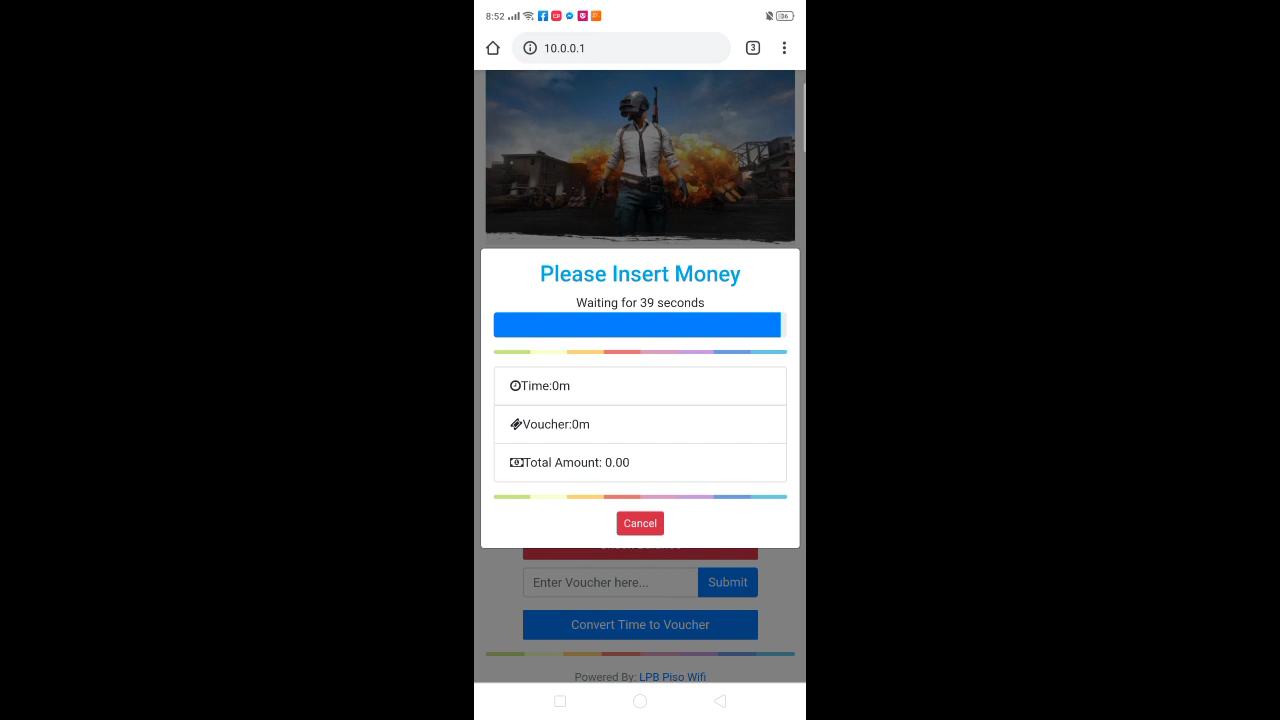 8:52
36
10.0.0.1
3
Please Insert Money
Waiting for 39 seconds
Time:0m
Voucher:0m
Total Amount: 0.00
Cancel
Enter Voucher here...
Submit
Convert Time to Voucher
Powered By: LPB Piso Wifi